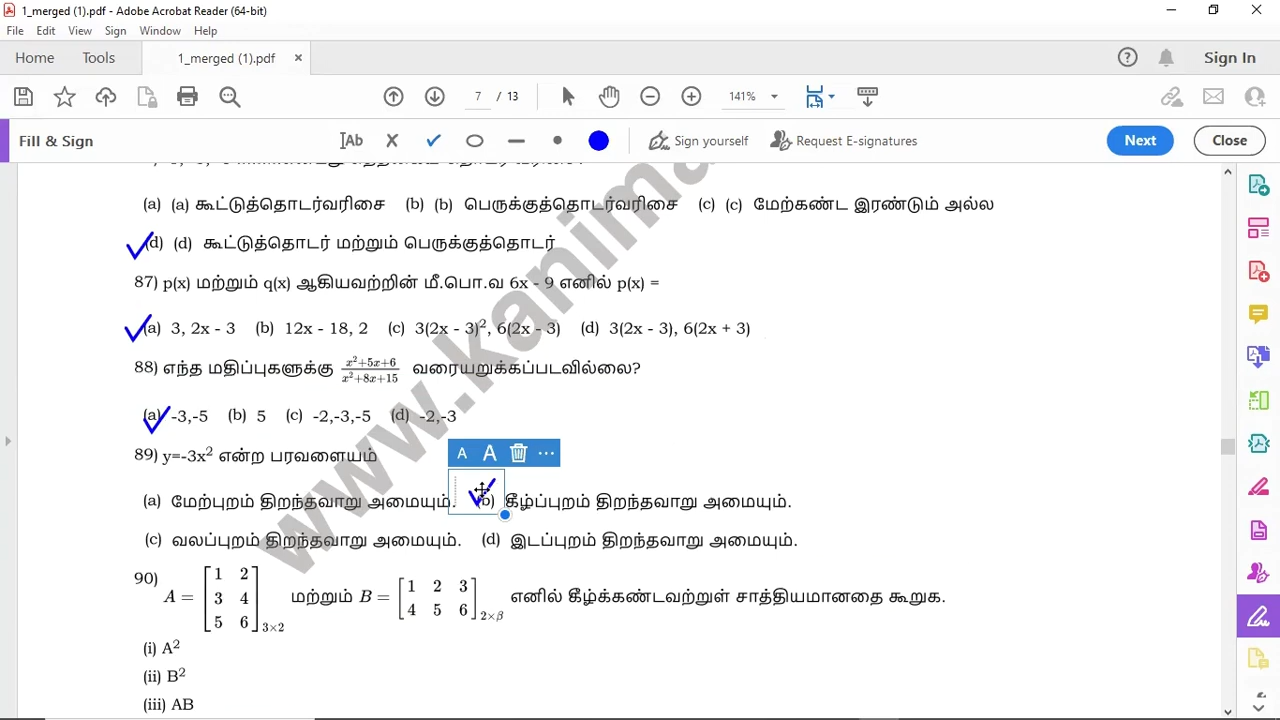 1_merged (1).pdf - Adobe Acrobat Reader (64-bit)
File Edit View Sign Window Help
Home Tools 1_merged (1).pdf × Sign In
7 / 13 141%
Fill & Sign Ab Sign yourself Request E-signatures Next Close
(a) (a) கூட்டுத்தொடர்வரிசை (b) (b) பெருக்குத்தொடர்வரிசை (c) (c) மேற்கண்ட இரண்டும் அல்ல
(d) (d) கூட்டுத்தொடர் மற்றும் பெருக்குத்தொடர்
87) p(x) மற்றும் q(x) ஆகியவற்றின் மீ.பொ.வ 6x - 9 எனில் p(x) =
(a) 3, 2x - 3 (b) 12x - 18, 2 (c) 3(2x - 3)², 6(2x - 3) (d) 3(2x - 3), 6(2x + 3)
88) எந்த மதிப்புகளுக்கு x²+5x+6 / x²+8x+15 வரையறுக்கப்படவில்லை?
(a) -3,-5 (b) 5 (c) -2,-3,-5 (d) -2,-3
A A ...
89) y=-3x² என்ற பரவளையம்
(a) மேற்புறம் திறந்தவாறு அமையும். b) கீழ்ப்புறம் திறந்தவாறு அமையும்.
(c) வலப்புறம் திறந்தவாறு அமையும். (d) இடப்புறம் திறந்தவாறு அமையும்.
90) A = [1 2 3 4 5 6] 3×2 மற்றும் B = [1 2 3 4 5 6] 2×β எனில் கீழ்க்கண்டவற்றுள் சாத்தியமானதை கூறுக.
(i) A²
(ii) B²
(iii) AB
www.kanima